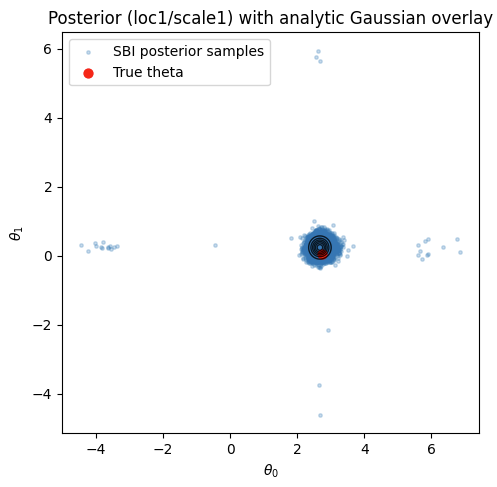 Posterior (loc1/scale1) with analytic Gaussian overlay
SBI posterior samples
True theta
6
4
2
0
−2
−4
θ₁
−4
−2
0
2
4
6
θ₀